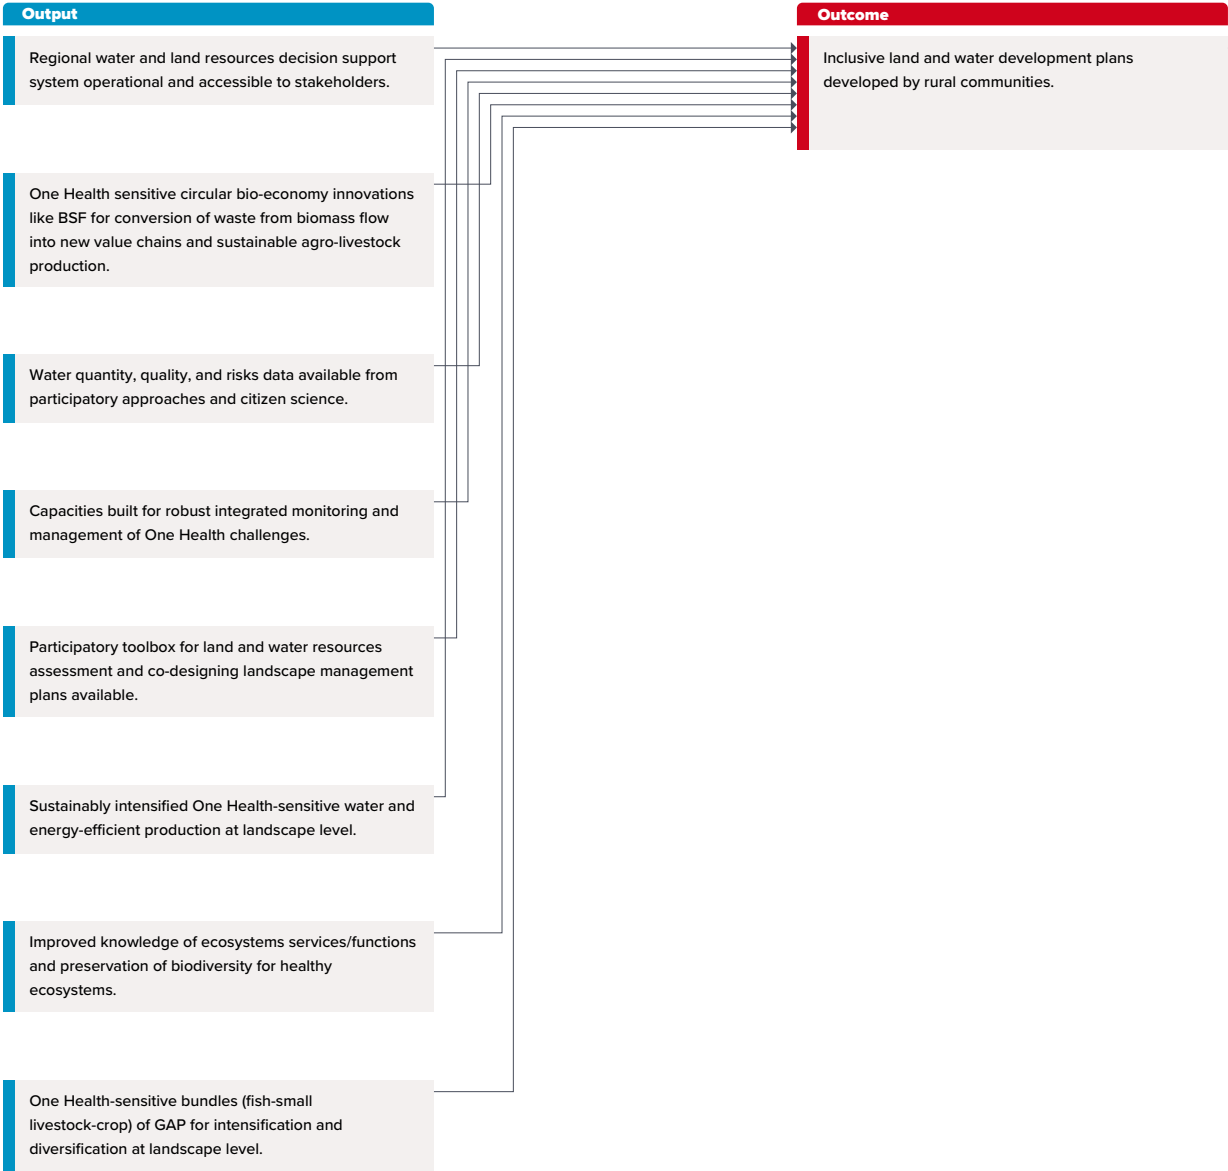 Output
Regional water and land resources decision support
system operational and accessible to stakeholders.
One Health sensitive circular bio-economy innovations
like BSF for conversion of waste from biomass flow
into new value chains and sustainable agro-livestock
production.
Water quantity, quality, and risks data available from
participatory approaches and citizen science.
Capacities built for robust integrated monitoring and
management of One Health challenges.
Participatory toolbox for land and water resources
assessment and co-designing landscape management
plans available.
Sustainably intensified One Health-sensitive water and
energy-efficient production at landscape level.
Improved knowledge of ecosystems services/functions
and preservation of biodiversity for healthy
ecosystems.
One Health-sensitive bundles (fish-small
livestock-crop) of GAP for intensification and
diversification at landscape level.
Outcome
Inclusive land and water development plans
developed by rural communities.